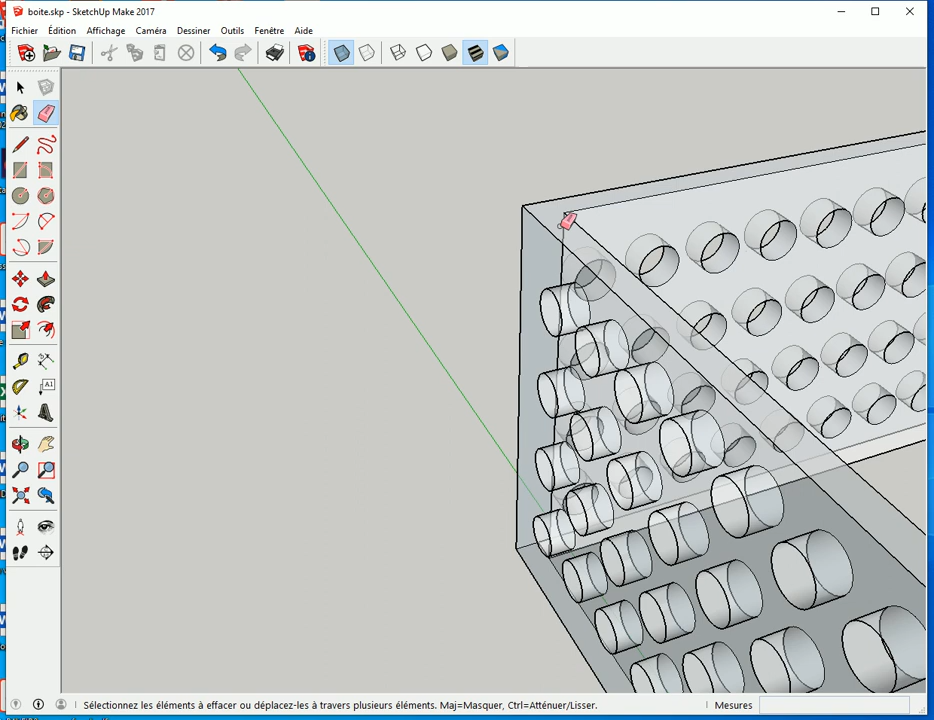 boite.skp - SketchUp Make 2017
Fichier Édition Affichage Caméra Dessiner Outils Fenêtre Aide
A1
Sélectionnez les éléments à effacer ou déplacez-les à travers plusieurs éléments. Maj=Masquer, Ctrl=Atténuer/Lisser.
Mesures